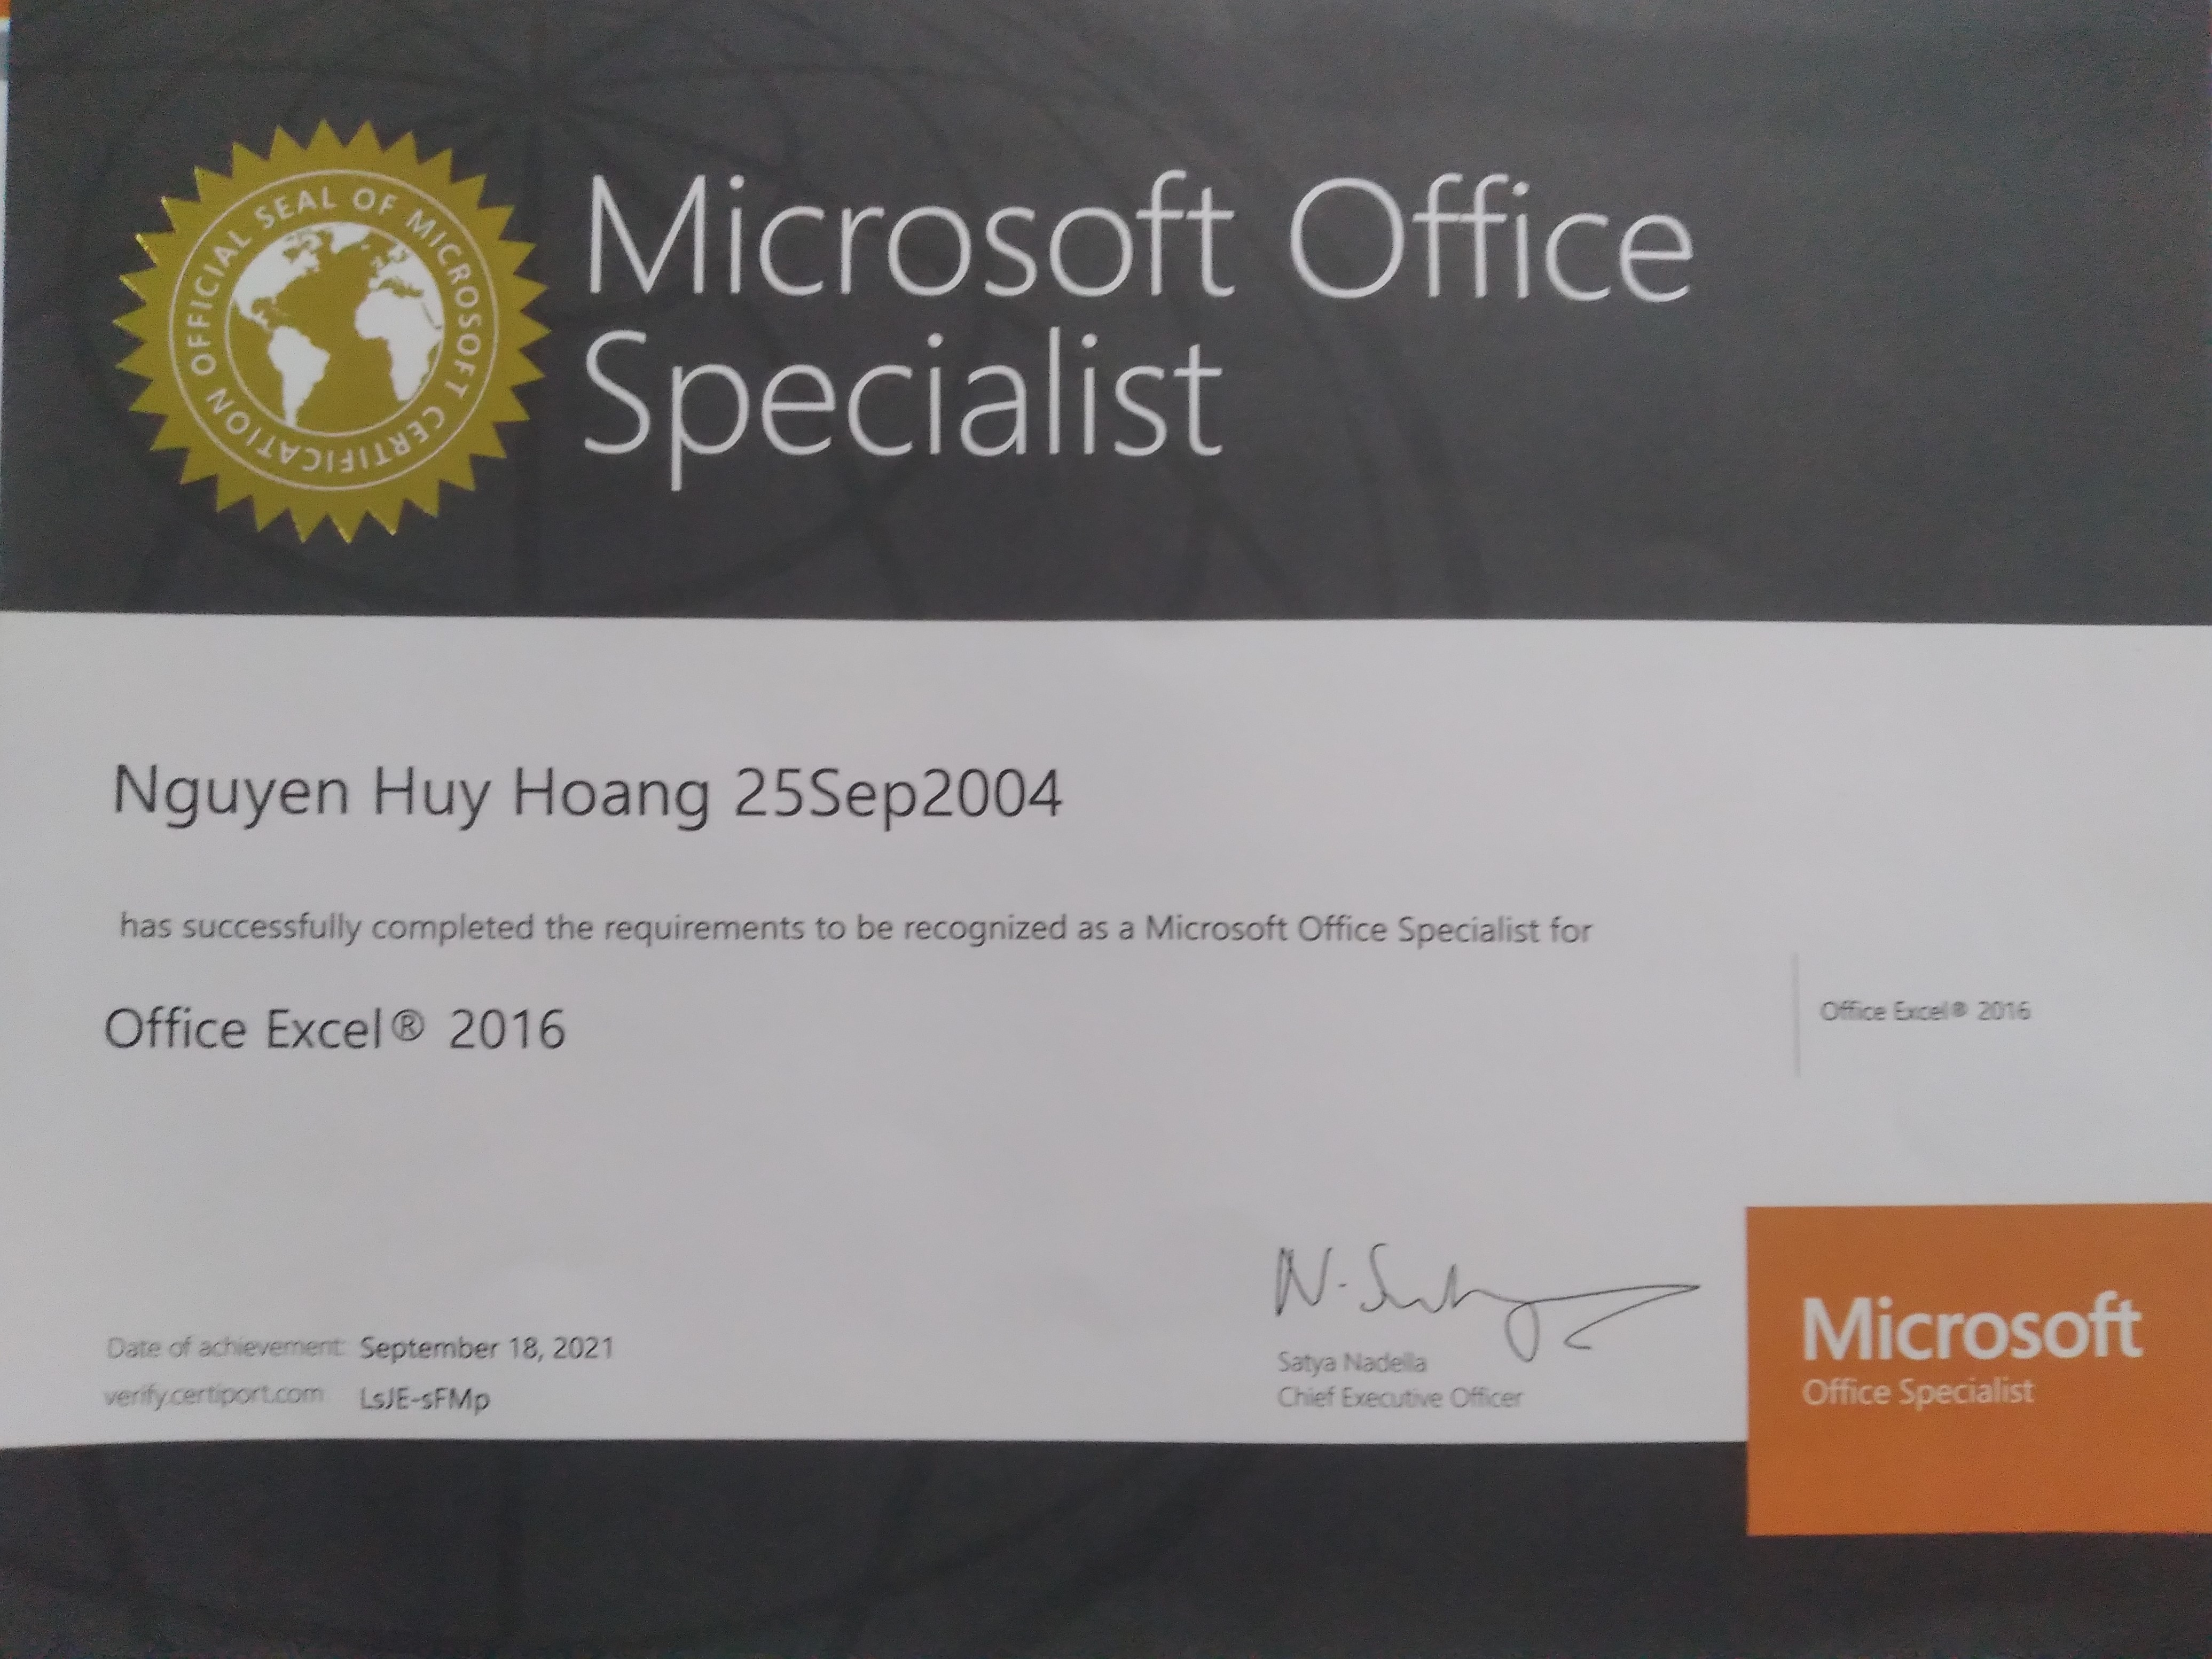 OFFICIAL SEAL OF MICROSOFT CERTIFICATION
Microsoft Office
Specialist
Nguyen Huy Hoang 25Sep2004
has successfully completed the requirements to be recognized as a Microsoft Office Specialist for
Office Excel® 2016
Office Excel® 2016
Date of achievement: September 18, 2021
verify.certiport.com LsJE-sFMp
N. Satya
Satya Nadella
Chief Executive Officer
Microsoft
Office Specialist